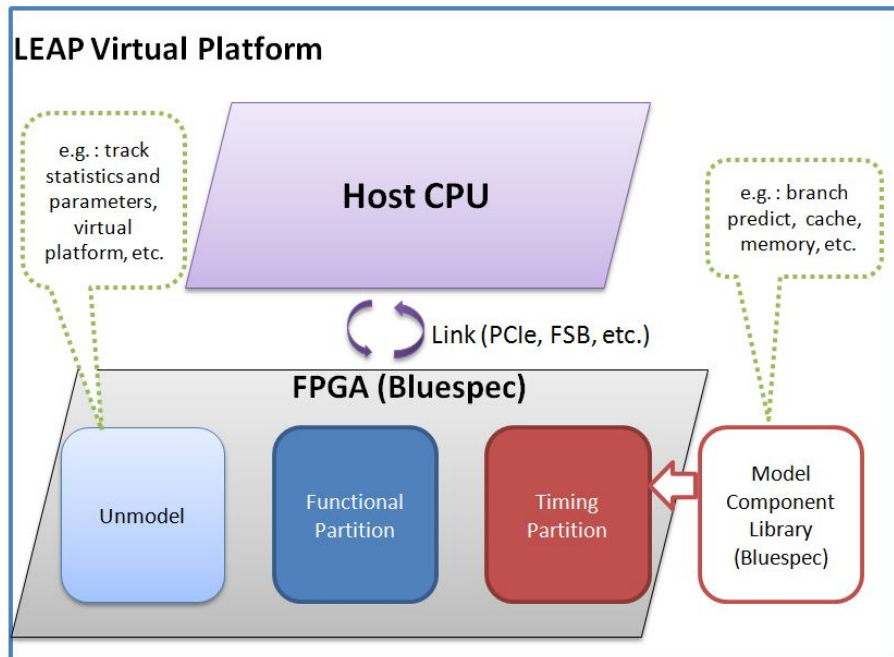 LEAP Virtual Platform
e.g. : track
statistics and
parameters,
virtual
platform, etc.
Host CPU
e.g. : branch
predict, cache,
memory, etc.
Link (PCIe, FSB, etc.)
FPGA (Bluespec)
Unmodel
Functional
Partition
Timing
Partition
Model
Component
Library
(Bluespec)